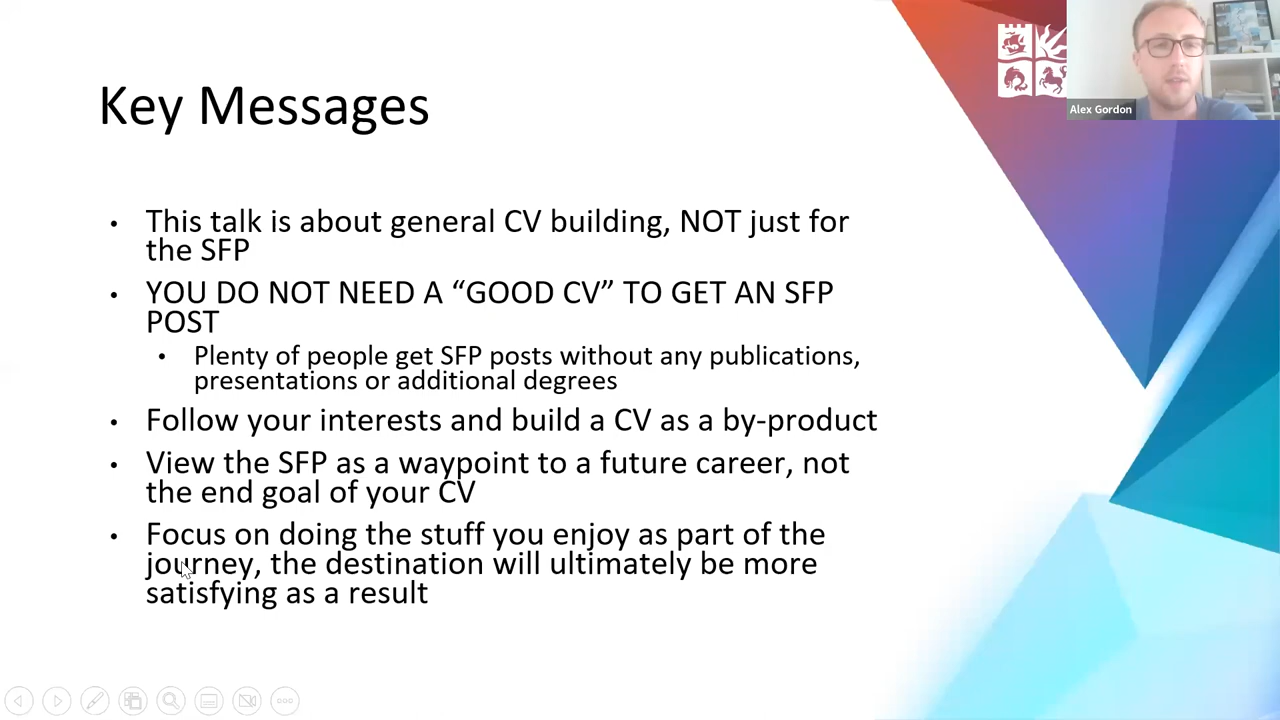 Key Messages
Alex Gordon
• This talk is about general CV building, NOT just for
the SFP
• YOU DO NOT NEED A “GOOD CV” TO GET AN SFP
POST
• Plenty of people get SFP posts without any publications,
presentations or additional degrees
• Follow your interests and build a CV as a by-product
• View the SFP as a waypoint to a future career, not
the end goal of your CV
• Focus on doing the stuff you enjoy as part of the
journey, the destination will ultimately be more
satisfying as a result